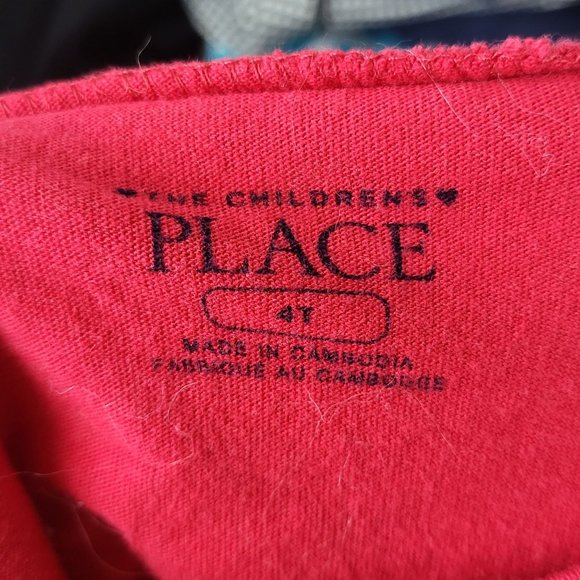 THE CHILDREN'S
PLACE
4T
MADE IN CAMBODIA
FABRIQUÉ AU CAMBODGE